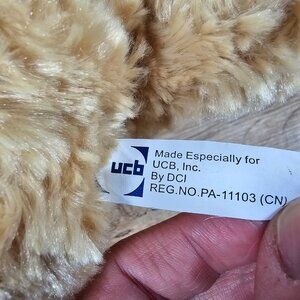 ucb
Made Especially for
UCB, Inc.
By DCI
REG.NO.PA-11103 (CN)